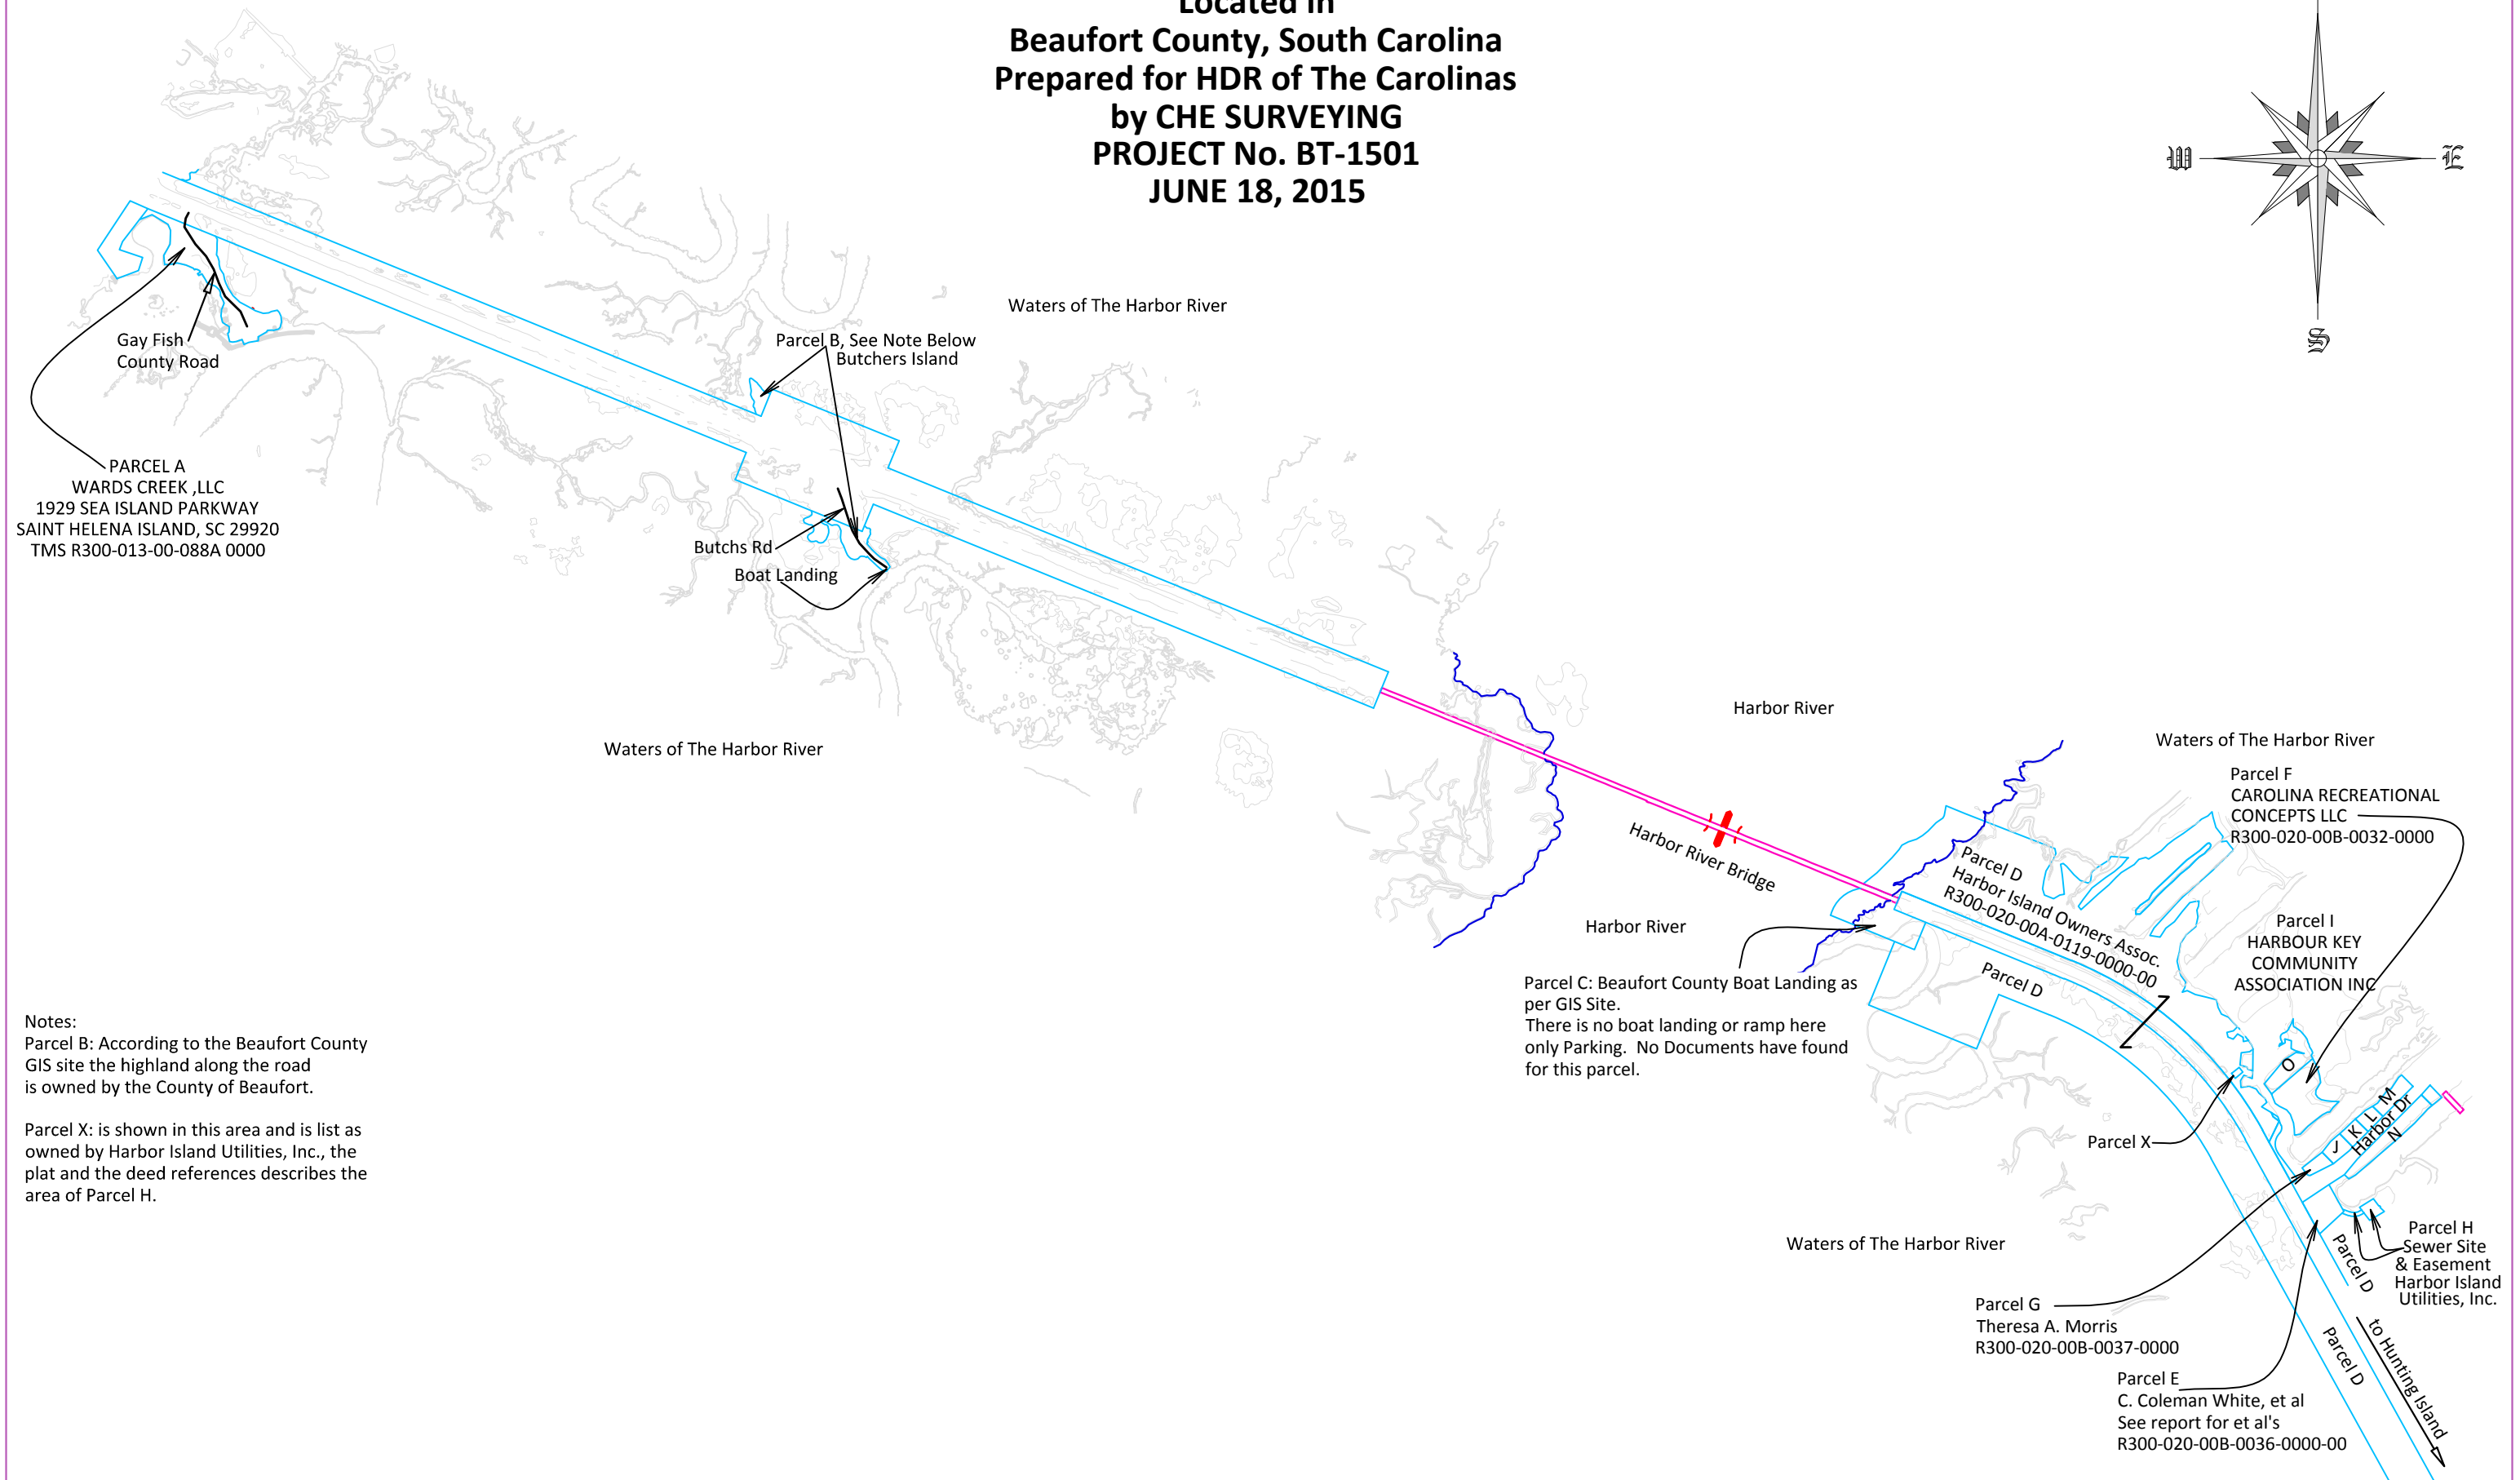 Located in
Beaufort County, South Carolina
Prepared for HDR of The Carolinas
by CHE SURVEYING
PROJECT No. BT-1501
JUNE 18, 2015
W
E
S
Waters of The Harbor River
Gay Fish
County Road
Parcel B, See Note Below
Butchers Island
PARCEL A
WARDS CREEK ,LLC
1929 SEA ISLAND PARKWAY
SAINT HELENA ISLAND, SC 29920
TMS R300-013-00-088A 0000
Butchs Rd
Boat Landing
Waters of The Harbor River
Harbor River
Harbor River Bridge
Harbor River
Waters of The Harbor River
Parcel F
CAROLINA RECREATIONAL
CONCEPTS LLC
R300-020-00B-0032-0000
Parcel D
Harbor Island Owners Assoc.
R300-020-00A-0119-0000-00
Parcel D
Parcel I
HARBOUR KEY
COMMUNITY
ASSOCIATION INC
Parcel C: Beaufort County Boat Landing as
per GIS Site.
There is no boat landing or ramp here
only Parking. No Documents have found
for this parcel.
Notes:
Parcel B: According to the Beaufort County
GIS site the highland along the road
is owned by the County of Beaufort.
Parcel X: is shown in this area and is list as
owned by Harbor Island Utilities, Inc., the
plat and the deed references describes the
area of Parcel H.
O
J
K
L
M
Harbor Dr
N
Parcel X
Waters of The Harbor River
Parcel H
Sewer Site
& Easement
Harbor Island
Utilities, Inc.
Parcel D
Parcel G
Theresa A. Morris
R300-020-00B-0037-0000
Parcel D
to Hunting Island
Parcel E
C. Coleman White, et al
See report for et al's
R300-020-00B-0036-0000-00